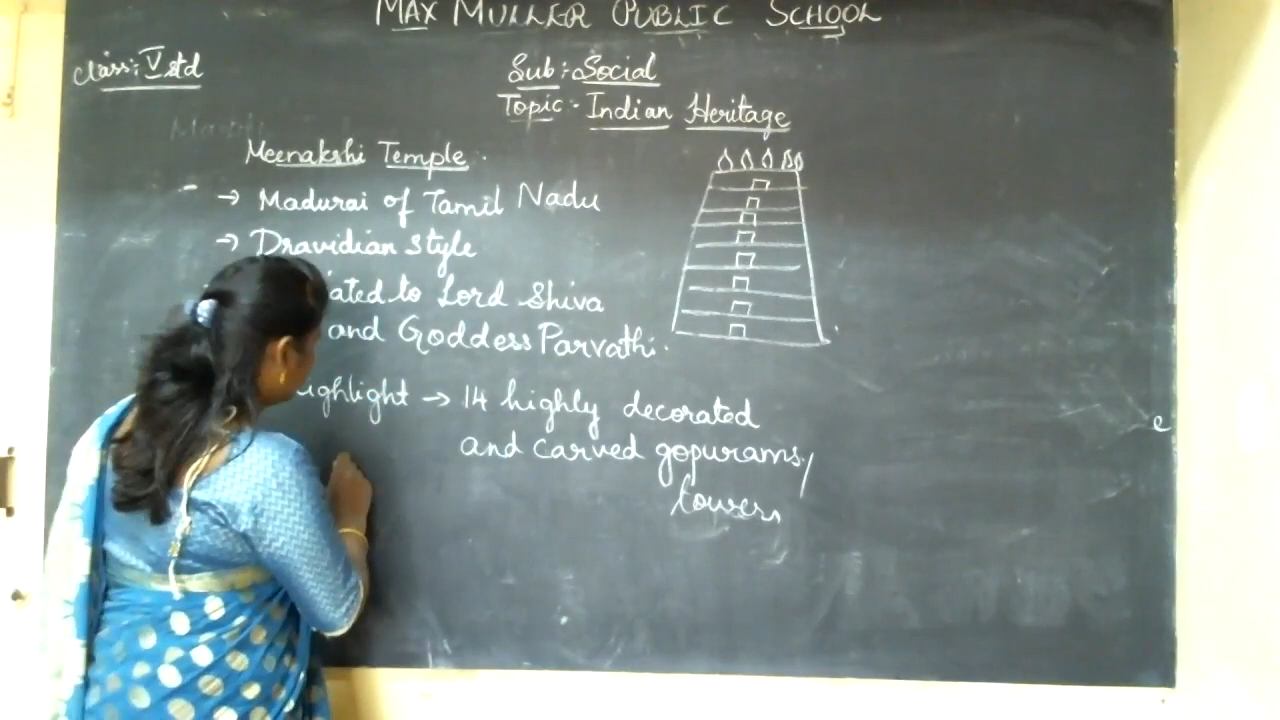 MAX MULLER PUBLIC SCHOOL
Class: V std
Sub :- Social
Topic - Indian Heritage
Meenakshi Temple.
→ Madurai of Tamil Nadu
→ Dravidian Style
ated to Lord Shiva
and Goddess Parvathi.
ighlight → 14 highly decorated
and carved gopurams/
towers
e